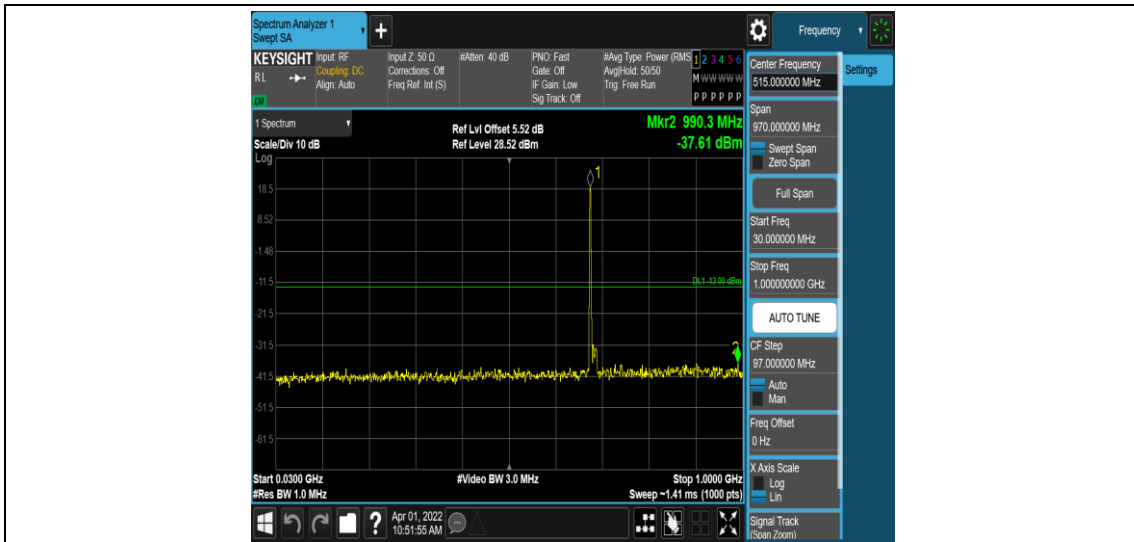 Spectrum Analyzer 1
Swept SA
+
Frequency
KEYSIGHT
RL
LXI
Input: RF
Coupling: DC
Align: Auto
Input Z: 50 Ω
Corrections: Off
Freq Ref: Int (S)
#Atten: 40 dB
PNO: Fast
Gate: Off
IF Gain: Low
Sig Track: Off
#Avg Type: Power (RMS
Avg|Hold: 50/50
Trig: Free Run
1 2 3 4 5 6
M W W W W W
P P P P P P
Center Frequency
515.000000 MHz
Settings
Span
970.000000 MHz
Swept Span
Zero Span
Full Span
Start Freq
30.000000 MHz
Stop Freq
1.000000000 GHz
AUTO TUNE
CF Step
97.000000 MHz
Auto
Man
Freq Offset
0 Hz
X Axis Scale
Log
Lin
Signal Track
(Span Zoom)
1 Spectrum
Scale/Div 10 dB
Log
Ref Lvl Offset 5.52 dB
Ref Level 28.52 dBm
Mkr2 990.3 MHz
-37.61 dBm
1
18.5
8.52
-1.48
-11.5
DL1 -13.00 dBm
-21.5
-31.5
2
-41.5
-51.5
-61.5
Start 0.0300 GHz
#Video BW 3.0 MHz
Stop 1.0000 GHz
#Res BW 1.0 MHz
Sweep ~1.41 ms (1000 pts)
?
Apr 01, 2022
10:51:55 AM